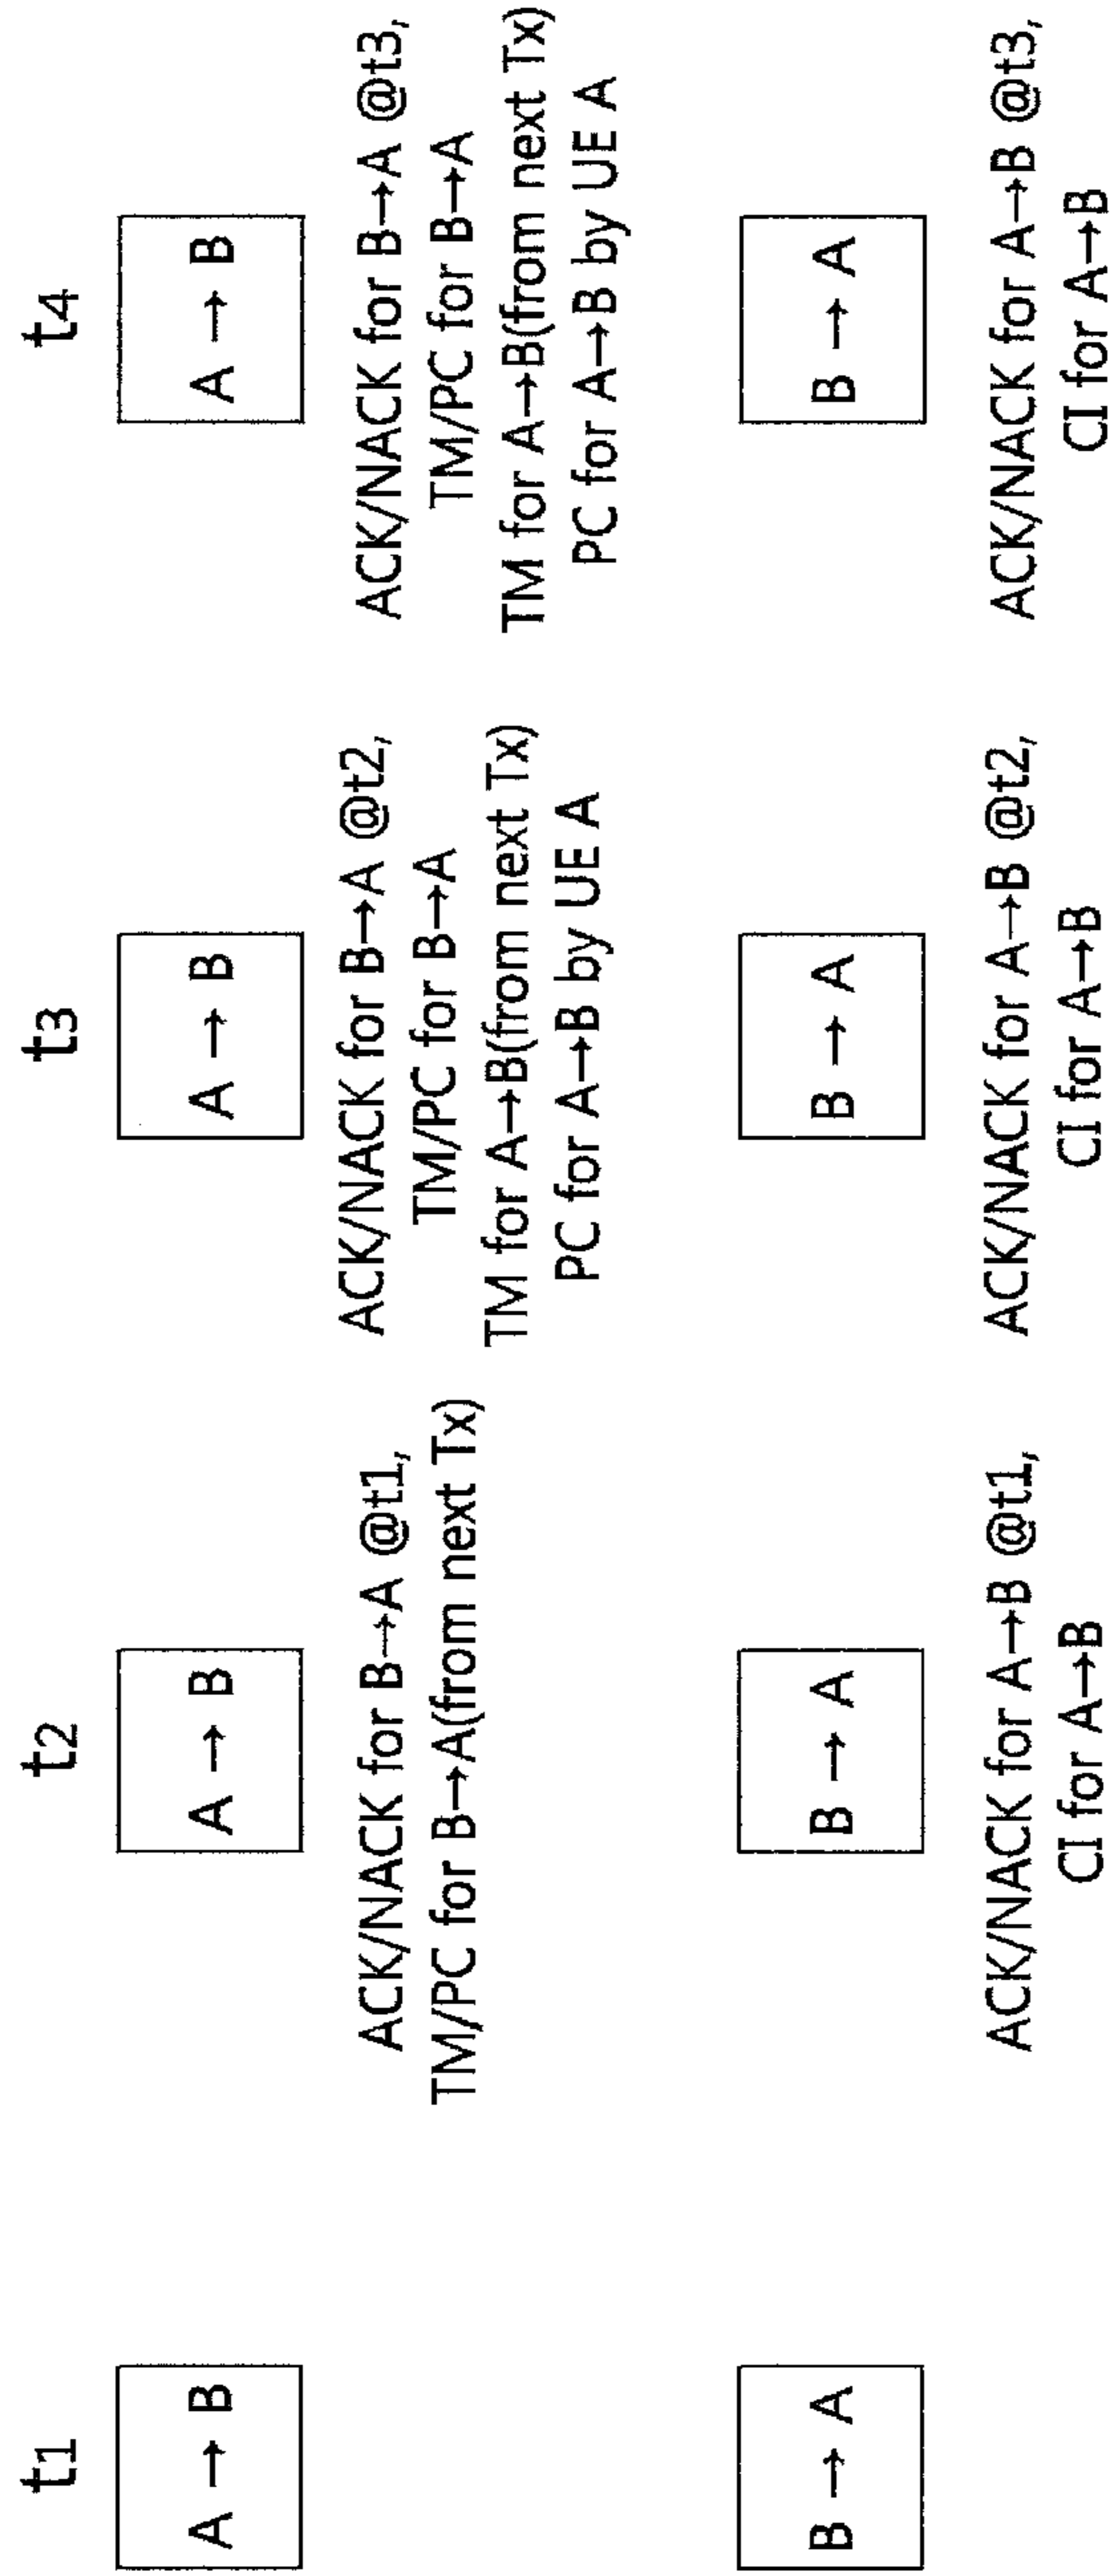 t1
t2
t3
t4
A → B
A → B
A → B
A → B
ACK/NACK for B→A @t1,
TM/PC for B→A(from next Tx)
ACK/NACK for B→A @t2,
TM/PC for B→A
TM for A→B(from next Tx)
PC for A→B by UE A
ACK/NACK for B→A @t3,
TM/PC for B→A
TM for A→B(from next Tx)
PC for A→B by UE A
B → A
B → A
B → A
B → A
ACK/NACK for A→B @t1,
CI for A→B
ACK/NACK for A→B @t2,
CI for A→B
ACK/NACK for A→B @t3,
CI for A→B